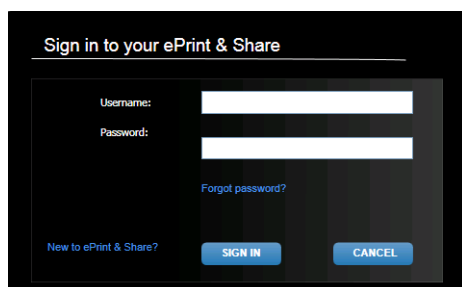 Sign in to your ePrint & Share
Username:
Password:
Forgot password?
New to ePrint & Share?
SIGN IN
CANCEL